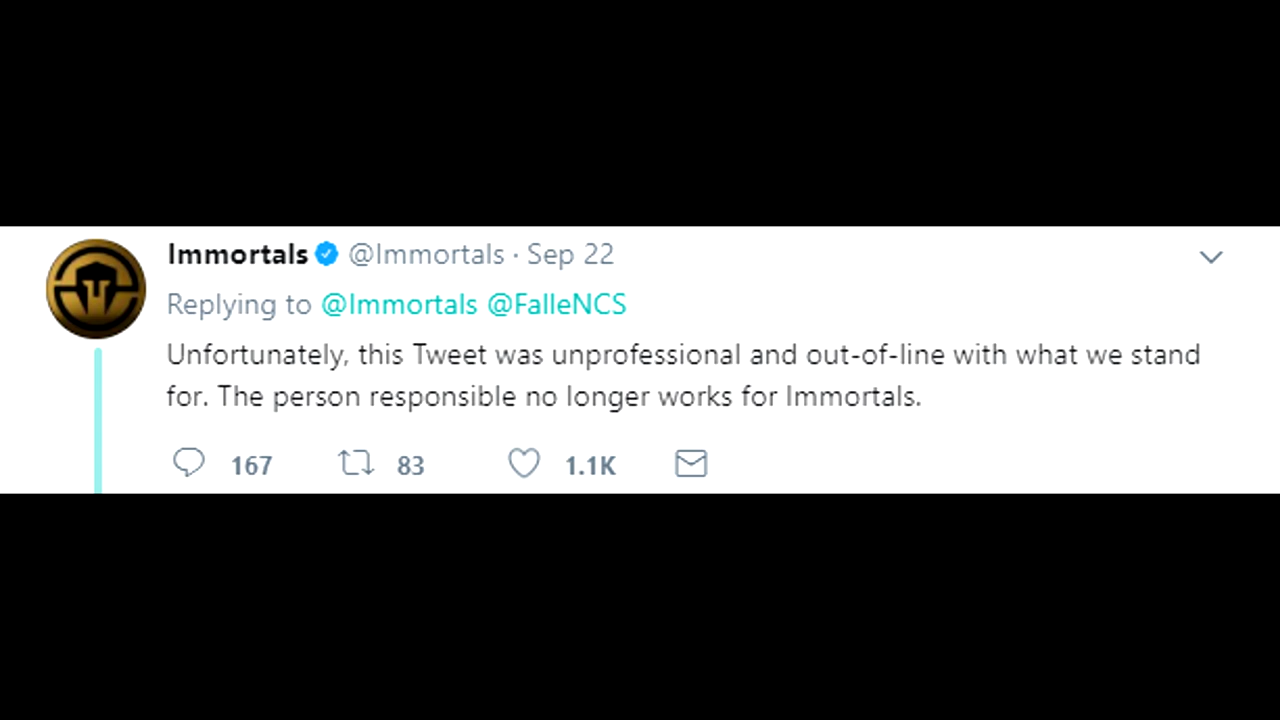 Immortals @Immortals · Sep 22
Replying to @Immortals @FalleNCS
Unfortunately, this Tweet was unprofessional and out-of-line with what we stand
for. The person responsible no longer works for Immortals.
167 83 1.1K